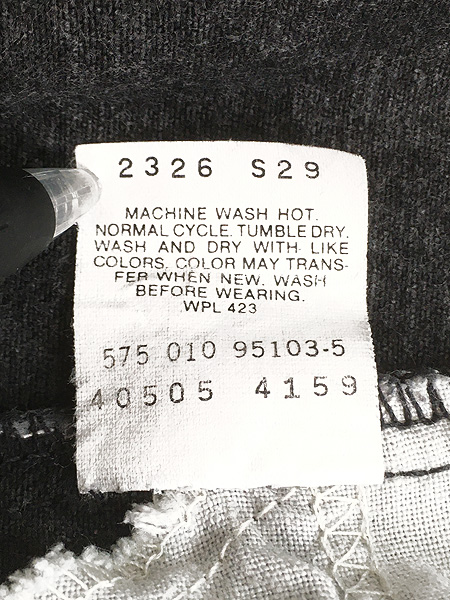 2326 S29
MACHINE WASH HOT.
NORMAL CYCLE. TUMBLE DRY.
WASH AND DRY WITH LIKE
COLORS. COLOR MAY TRANS-
FER WHEN NEW. WASH
BEFORE WEARING.
WPL 423
575 010 95103-5
40505 4159